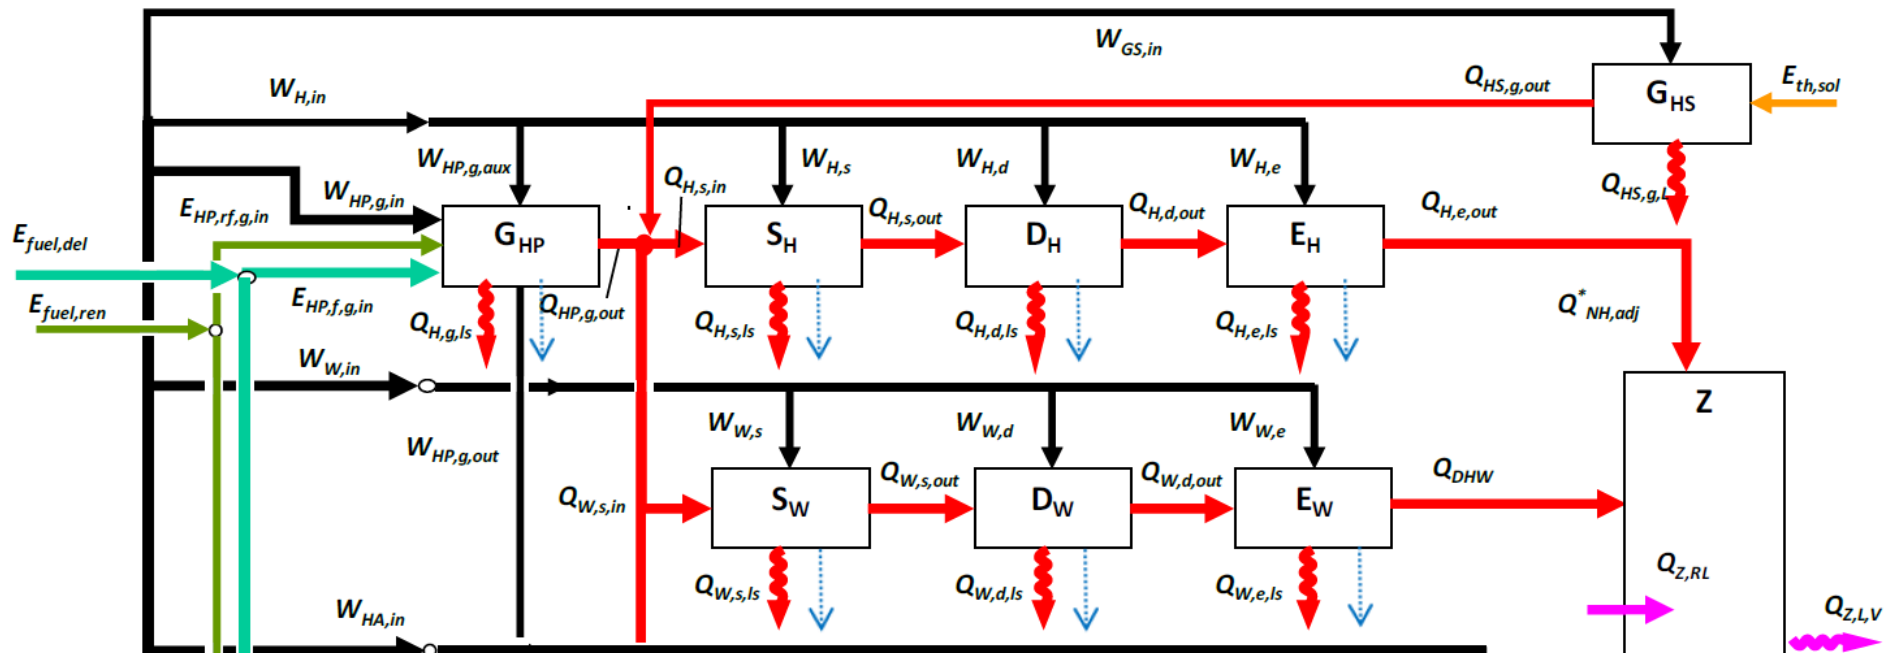 W_GS,in
Q_HS,g,out
G_HS
E_th,sol
W_H,in
W_HP,g,aux
Q_H,s,in
W_H,s
W_H,d
W_H,e
Q_HS,g,L
W_HP,g,in
E_HP,rf,g,in
E_fuel,del
G_HP
S_H
Q_H,s,out
D_H
Q_H,d,out
E_H
Q_H,e,out
E_fuel,ren
E_HP,f,g,in
Q_H,g,ls
Q_HP,g,out
Q_H,s,ls
Q_H,d,ls
Q_H,e,ls
Q*_NH,adj
W_W,in
Z
W_HP,g,out
W_W,s
W_W,d
W_W,e
Q_W,s,in
S_W
Q_W,s,out
D_W
Q_W,d,out
E_W
Q_DHW
Q_W,s,ls
Q_W,d,ls
Q_W,e,ls
Q_Z,RL
W_HA,in
Q_Z,L,V